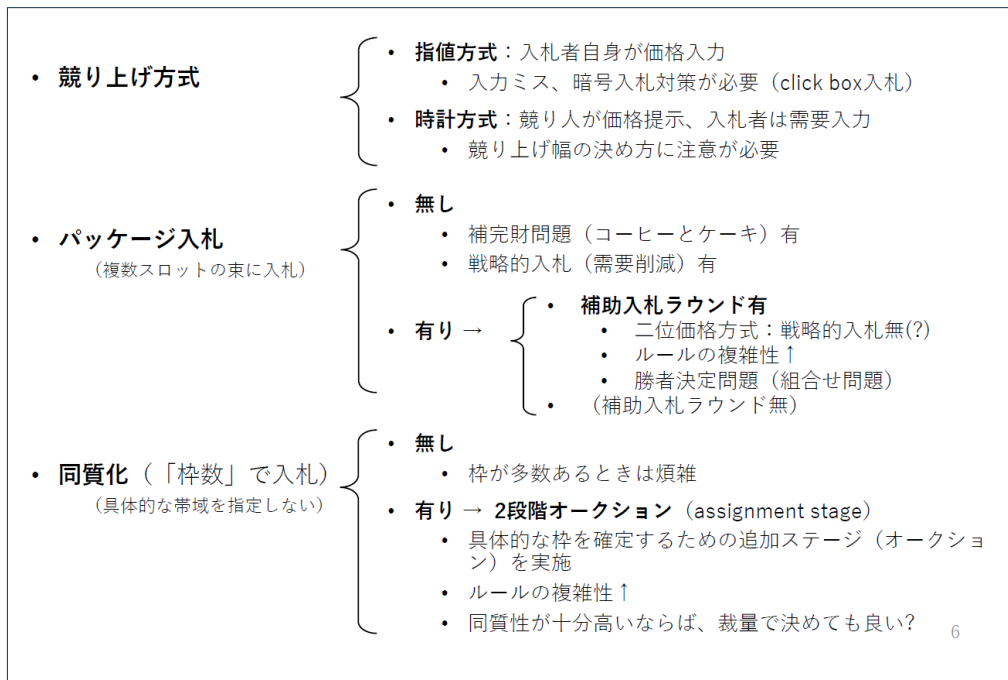 • 競り上げ方式
• 指値方式：入札者自身が価格入力
• 入力ミス、暗号入札対策が必要（click box入札）
• 時計方式：競り人が価格提示、入札者は需要入力
• 競り上げ幅の決め方に注意が必要
• パッケージ入札
（複数スロットの束に入札）
• 無し
• 補完財問題（コーヒーとケーキ）有
• 戦略的入札（需要削減）有
• 有り →
• 補助入札ラウンド有
• 二位価格方式：戦略的入札無(?)
• ルールの複雑性↑
• 勝者決定問題（組合せ問題）
• （補助入札ラウンド無）
• 同質化（「枠数」で入札）
（具体的な帯域を指定しない）
• 無し
• 枠が多数あるときは煩雑
• 有り → 2段階オークション（assignment stage）
• 具体的な枠を確定するための追加ステージ（オークショ
ン）を実施
• ルールの複雑性↑
• 同質性が十分高いならば、裁量で決めても良い?
6